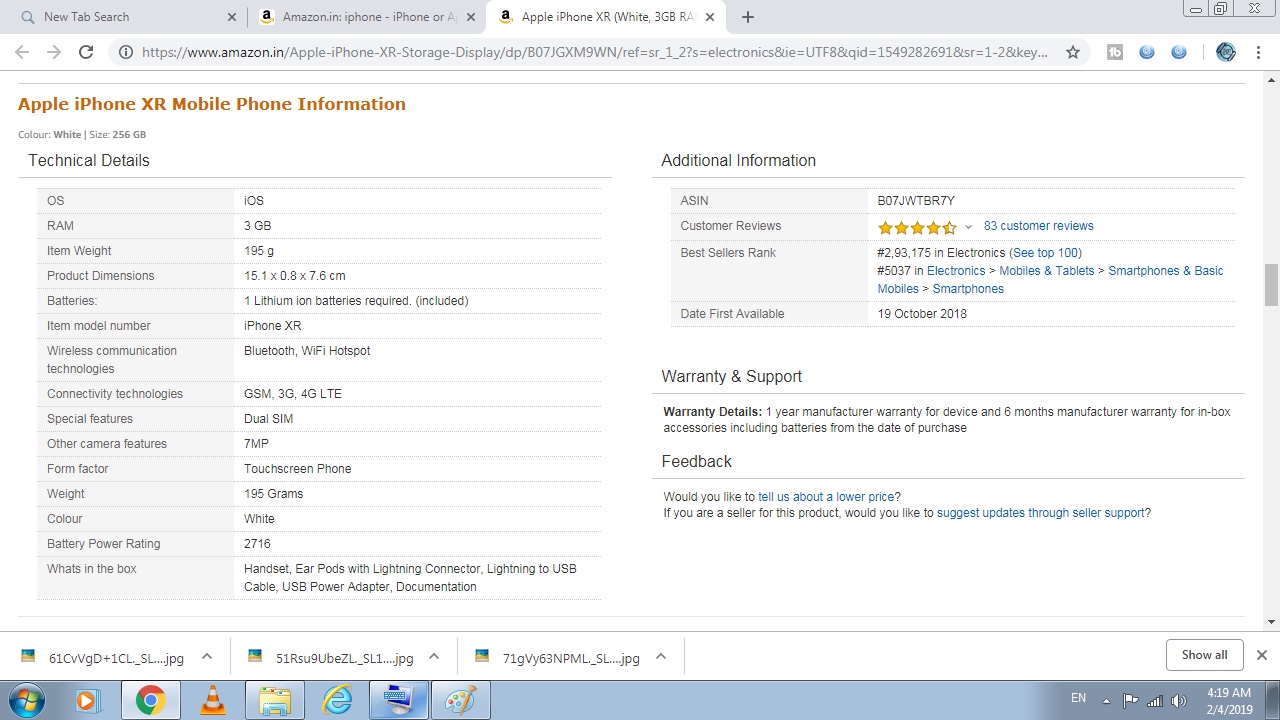 New Tab Search
Amazon.in: iphone - iPhone or A
Apple iPhone XR (White, 3GB RA
https://www.amazon.in/Apple-iPhone-XR-Storage-Display/dp/B07JGXM9WN/ref=sr_1_2?s=electronics&ie=UTF8&qid=1549282691&sr=1-2&key...
Apple iPhone XR Mobile Phone Information
Colour: White | Size: 256 GB
Technical Details
OS iOS
RAM 3 GB
Item Weight 195 g
Product Dimensions 15.1 x 0.8 x 7.6 cm
Batteries: 1 Lithium ion batteries required. (included)
Item model number iPhone XR
Wireless communication Bluetooth, WiFi Hotspot
technologies
Connectivity technologies GSM, 3G, 4G LTE
Special features Dual SIM
Other camera features 7MP
Form factor Touchscreen Phone
Weight 195 Grams
Colour White
Battery Power Rating 2716
Whats in the box Handset, Ear Pods with Lightning Connector, Lightning to USB
Cable, USB Power Adapter, Documentation
Additional Information
ASIN B07JWTBR7Y
Customer Reviews 83 customer reviews
Best Sellers Rank #2,93,175 in Electronics (See top 100)
#5037 in Electronics > Mobiles & Tablets > Smartphones & Basic
Mobiles > Smartphones
Date First Available 19 October 2018
Warranty & Support
Warranty Details: 1 year manufacturer warranty for device and 6 months manufacturer warranty for in-box
accessories including batteries from the date of purchase
Feedback
Would you like to tell us about a lower price?
If you are a seller for this product, would you like to suggest updates through seller support?
61CvVgD+1CL._SL....jpg
51Rsu9UbeZL._SL1....jpg
71gVy63NPML._SL....jpg
Show all
EN
4:19 AM
2/4/2019